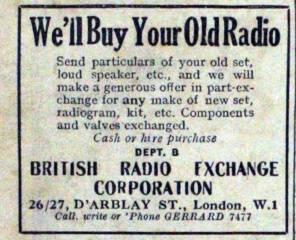 We'll Buy Your Old Radio
Send particulars of your old set,
loud speaker, etc., and we will
make a generous offer in part-ex-
change for any make of new set,
radiogram, kit, etc. Components
and valves exchanged.
Cash or hire purchase
DEPT. B
BRITISH RADIO EXCHANGE
CORPORATION
26/27, D'ARBLAY ST., London, W.1
Call, write or 'Phone GERRARD 7477